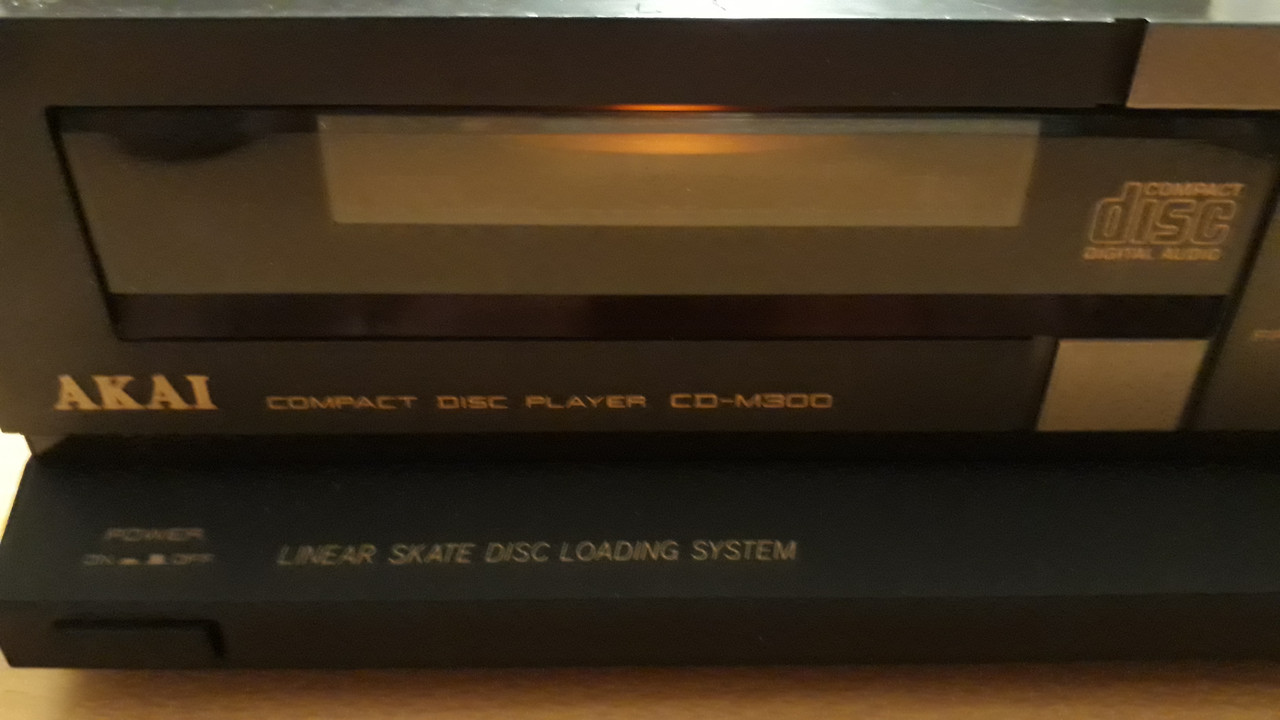 COMPACT
disc
DIGITAL AUDIO
AKAI COMPACT DISC PLAYER CD-M300
POWER
ON OFF
LINEAR SKATE DISC LOADING SYSTEM